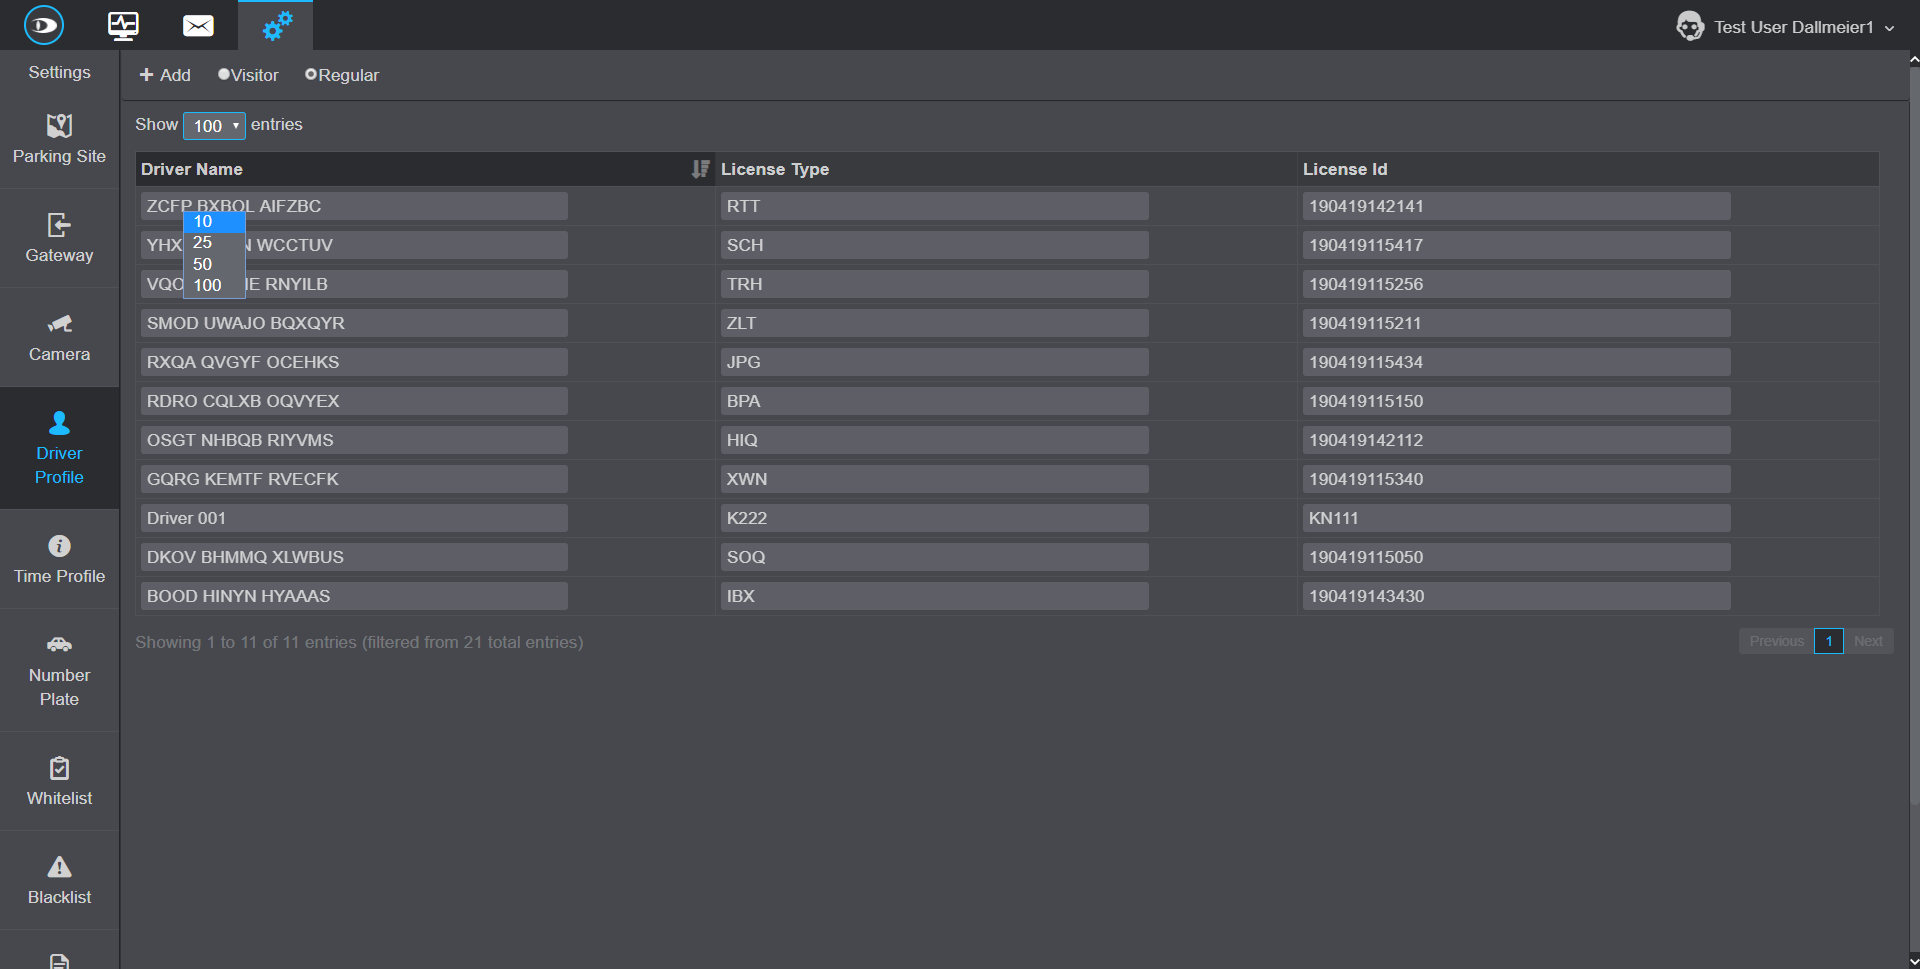 Test User Dallmeier1
Settings
Add Visitor Regular
Show 100 entries
Driver Name License Type License Id
ZCFP BXBOL AIFZBC RTT 190419142141
YHX N WCCTUV SCH 190419115417
VQO IE RNYILB TRH 190419115256
10
25
50
100
SMOD UWAJO BQXQYR ZLT 190419115211
RXQA QVGYF OCEHKS JPG 190419115434
RDRO CQLXB OQVYEX BPA 190419115150
OSGT NHBQB RIYVMS HIQ 190419142112
GQRG KEMTF RVECFK XWN 190419115340
Driver 001 K222 KN111
DKOV BHMMQ XLWBUS SOQ 190419115050
BOOD HINYN HYAAAS IBX 190419143430
Showing 1 to 11 of 11 entries (filtered from 21 total entries)
Previous 1 Next
Parking Site
Gateway
Camera
Driver
Profile
Time Profile
Number
Plate
Whitelist
Blacklist